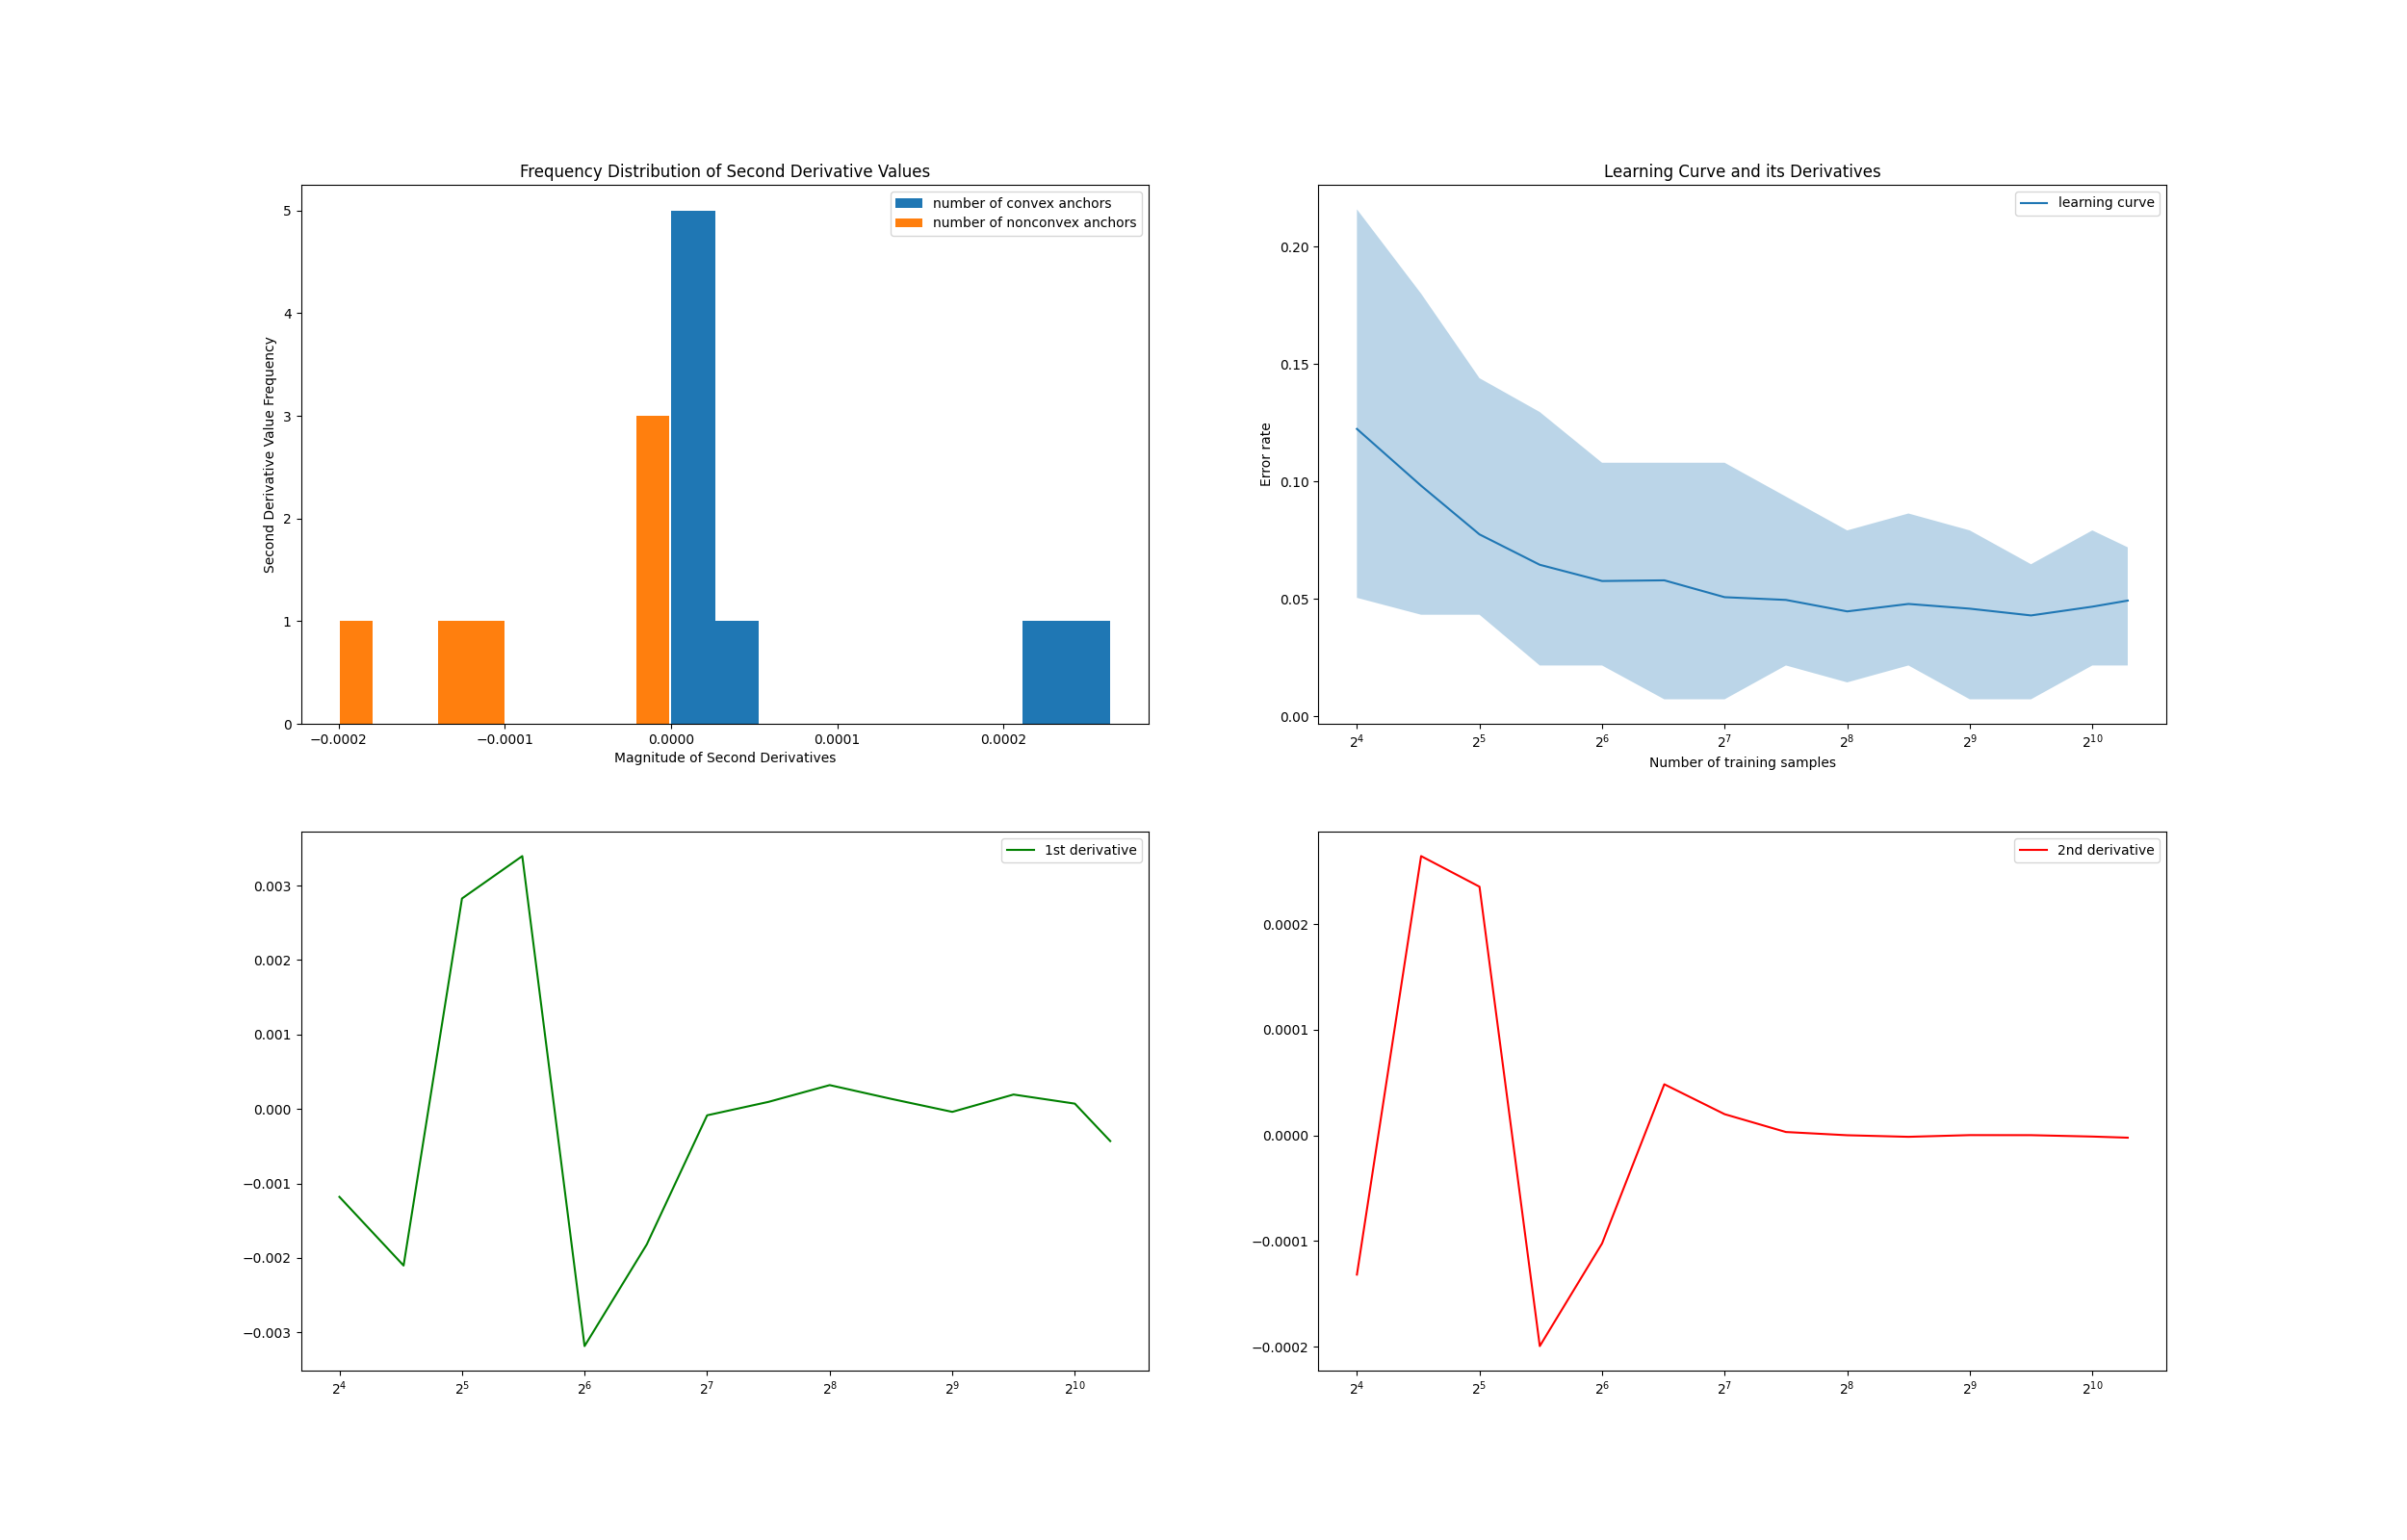 Frequency Distribution of Second Derivative Values
number of convex anchors
number of nonconvex anchors
5
4
3
2
1
0
Second Derivative Value Frequency
−0.0002 −0.0001 0.0000 0.0001 0.0002
Magnitude of Second Derivatives
Learning Curve and its Derivatives
learning curve
0.20
0.15
0.10
0.05
0.00
Error rate
2⁴ 2⁵ 2⁶ 2⁷ 2⁸ 2⁹ 2¹⁰
Number of training samples
1st derivative
0.003
0.002
0.001
0.000
−0.001
−0.002
−0.003
2⁴ 2⁵ 2⁶ 2⁷ 2⁸ 2⁹ 2¹⁰
2nd derivative
0.0002
0.0001
0.0000
−0.0001
−0.0002
2⁴ 2⁵ 2⁶ 2⁷ 2⁸ 2⁹ 2¹⁰